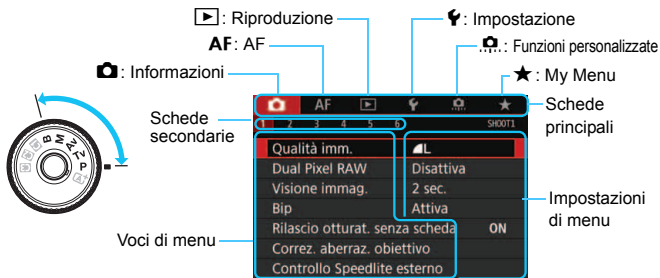 ▶: Riproduzione
AF: AF
: Informazioni
: Impostazione
: Funzioni personalizzate
★: My Menu
Schede
secondarie
AF
1 2 3 4 5 6 SHOOT1
Schede
principali
Qualità imm. L
Dual Pixel RAW Disattiva
Visione immag. 2 sec.
Bip Attiva
Rilascio otturat. senza scheda ON
Correz. aberraz. obiettivo
Controllo Speedlite esterno
Voci di menu
Impostazioni
di menu
B
M
Av
Tv
P
A+